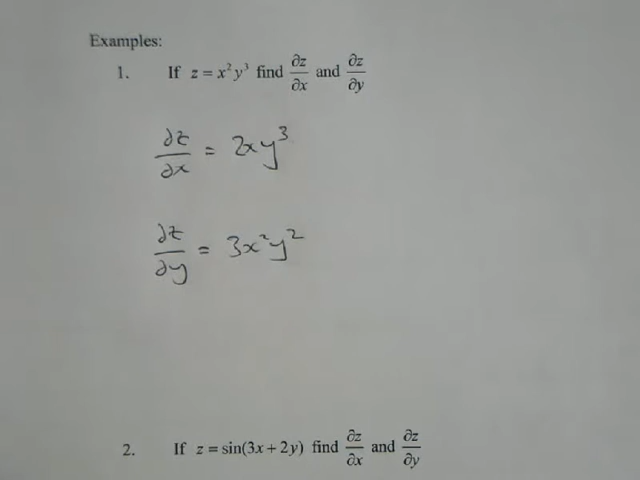 Examples:
1. If z = x²y³ find ∂z/∂x and ∂z/∂y
∂z/∂x = 2xy³
∂z/∂y = 3x²y²
2. If z = sin(3x + 2y) find ∂z/∂x and ∂z/∂y